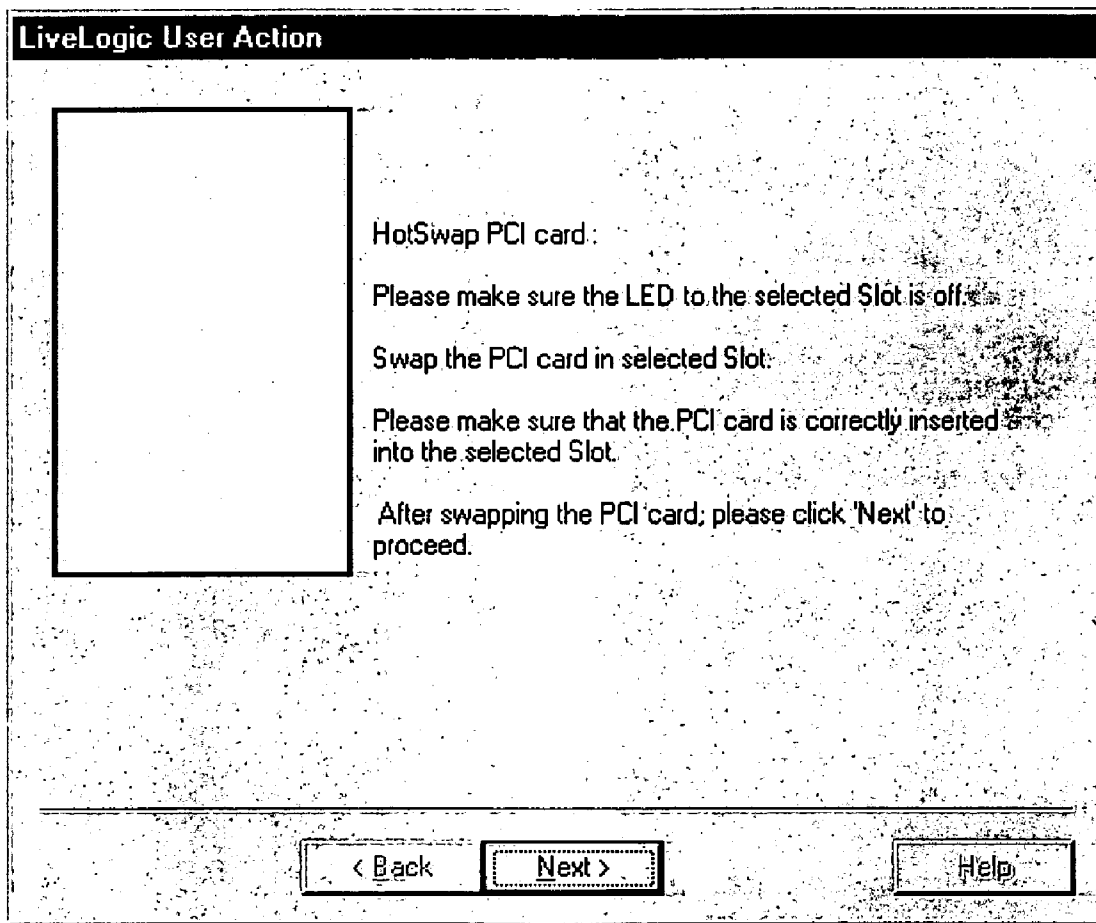 LiveLogic User Action
HotSwap PCI card :
Please make sure the LED to the selected Slot is off.
Swap the PCI card in selected Slot.
Please make sure that the PCI card is correctly inserted
into the selected Slot.
After swapping the PCI card, please click 'Next' to
proceed.
< Back
Next >
Help